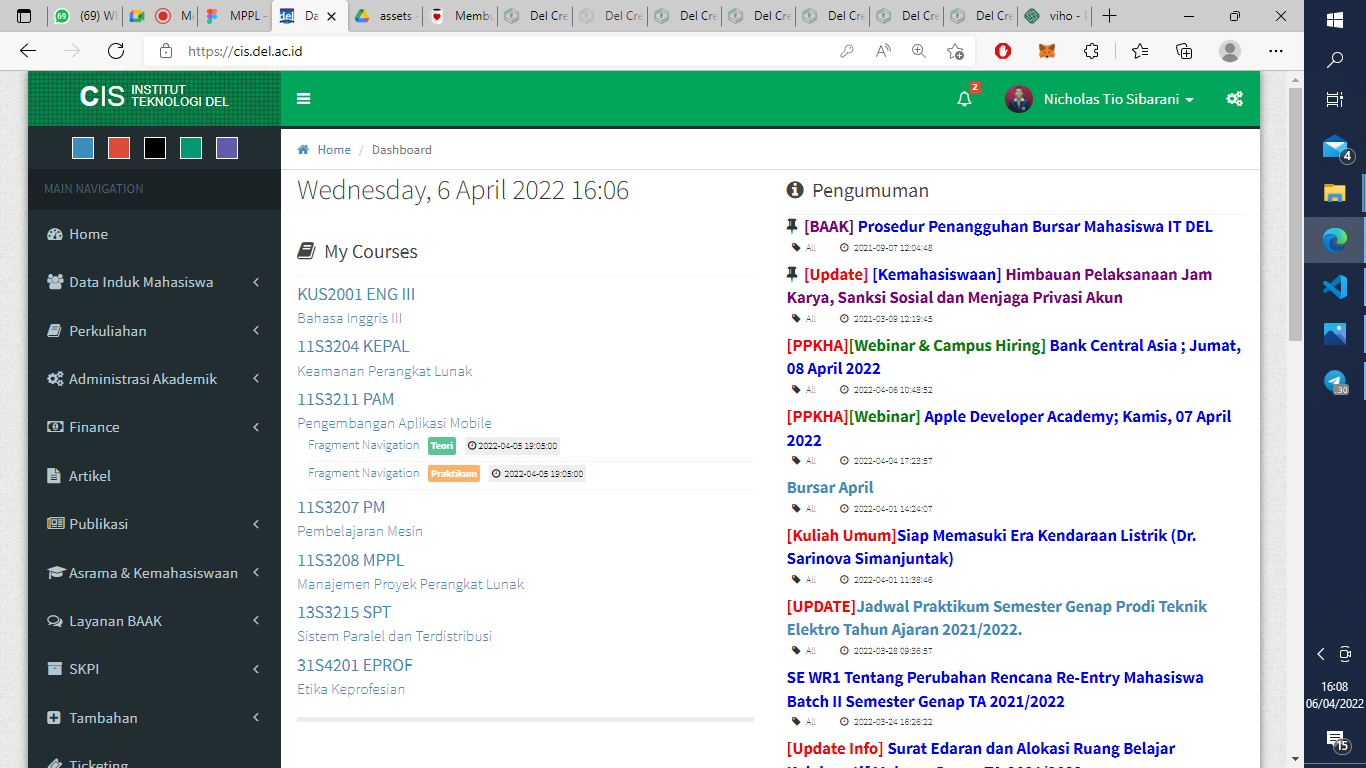 (69) W
M
MPPL -
Da
assets -
Membu
Del Cre
Del Cre
Del Cre
Del Cre
Del Cre
Del Cre
Del Cre
viho - P
https://cis.del.ac.id
CIS INSTITUT TEKNOLOGI DEL
2
Nicholas Tio Sibarani
Home / Dashboard
MAIN NAVIGATION
Home
Data Induk Mahasiswa
Perkuliahan
Administrasi Akademik
Finance
Artikel
Publikasi
Asrama & Kemahasiswaan
Layanan BAAK
SKPI
Tambahan
Ticketing
Wednesday, 6 April 2022 16:06
My Courses
KUS2001 ENG III
Bahasa Inggris III
11S3204 KEPAL
Keamanan Perangkat Lunak
11S3211 PAM
Pengembangan Aplikasi Mobile
Fragment Navigation Teori 2022-04-05 19:05:00
Fragment Navigation Praktikum 2022-04-05 19:05:00
11S3207 PM
Pembelajaran Mesin
11S3208 MPPL
Manajemen Proyek Perangkat Lunak
13S3215 SPT
Sistem Paralel dan Terdistribusi
31S4201 EPROF
Etika Keprofesian
Pengumuman
[BAAK] Prosedur Penangguhan Bursar Mahasiswa IT DEL
All 2021-09-07 12:04:48
[Update] [Kemahasiswaan] Himbauan Pelaksanaan Jam
Karya, Sanksi Sosial dan Menjaga Privasi Akun
All 2021-03-09 12:19:45
[PPKHA][Webinar & Campus Hiring] Bank Central Asia ; Jumat,
08 April 2022
All 2022-04-06 10:48:52
[PPKHA][Webinar] Apple Developer Academy; Kamis, 07 April
2022
All 2022-04-04 17:23:57
Bursar April
All 2022-04-01 14:24:07
[Kuliah Umum]Siap Memasuki Era Kendaraan Listrik (Dr.
Sarinova Simanjuntak)
All 2022-04-01 11:38:46
[UPDATE]Jadwal Praktikum Semester Genap Prodi Teknik
Elektro Tahun Ajaran 2021/2022.
All 2022-03-28 09:36:57
SE WR1 Tentang Perubahan Rencana Re-Entry Mahasiswa
Batch II Semester Genap TA 2021/2022
All 2022-03-24 16:26:22
[Update Info] Surat Edaran dan Alokasi Ruang Belajar
4
.30
16:08
06/04/2022
15